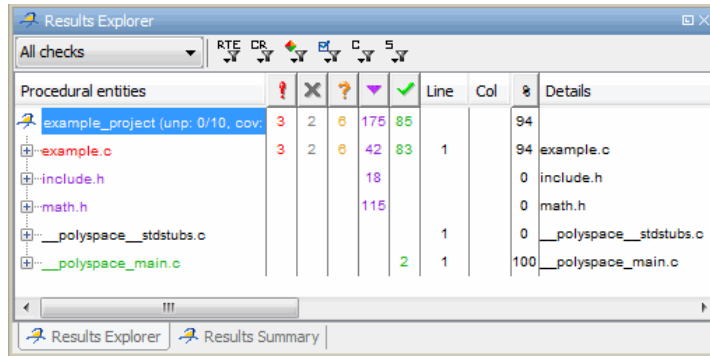 Results Explorer
All checks RTE CR C S
Procedural entities ! X ? Line Col % Details
example_project (unp: 0/10, cov: 3 2 6 175 85 94
example.c 3 2 6 42 83 1 94 example.c
include.h 18 0 include.h
math.h 115 0 math.h
__polyspace__stdstubs.c 1 0 __polyspace__stdstubs.c
__polyspace_main.c 2 1 100 __polyspace_main.c
Results Explorer Results Summary